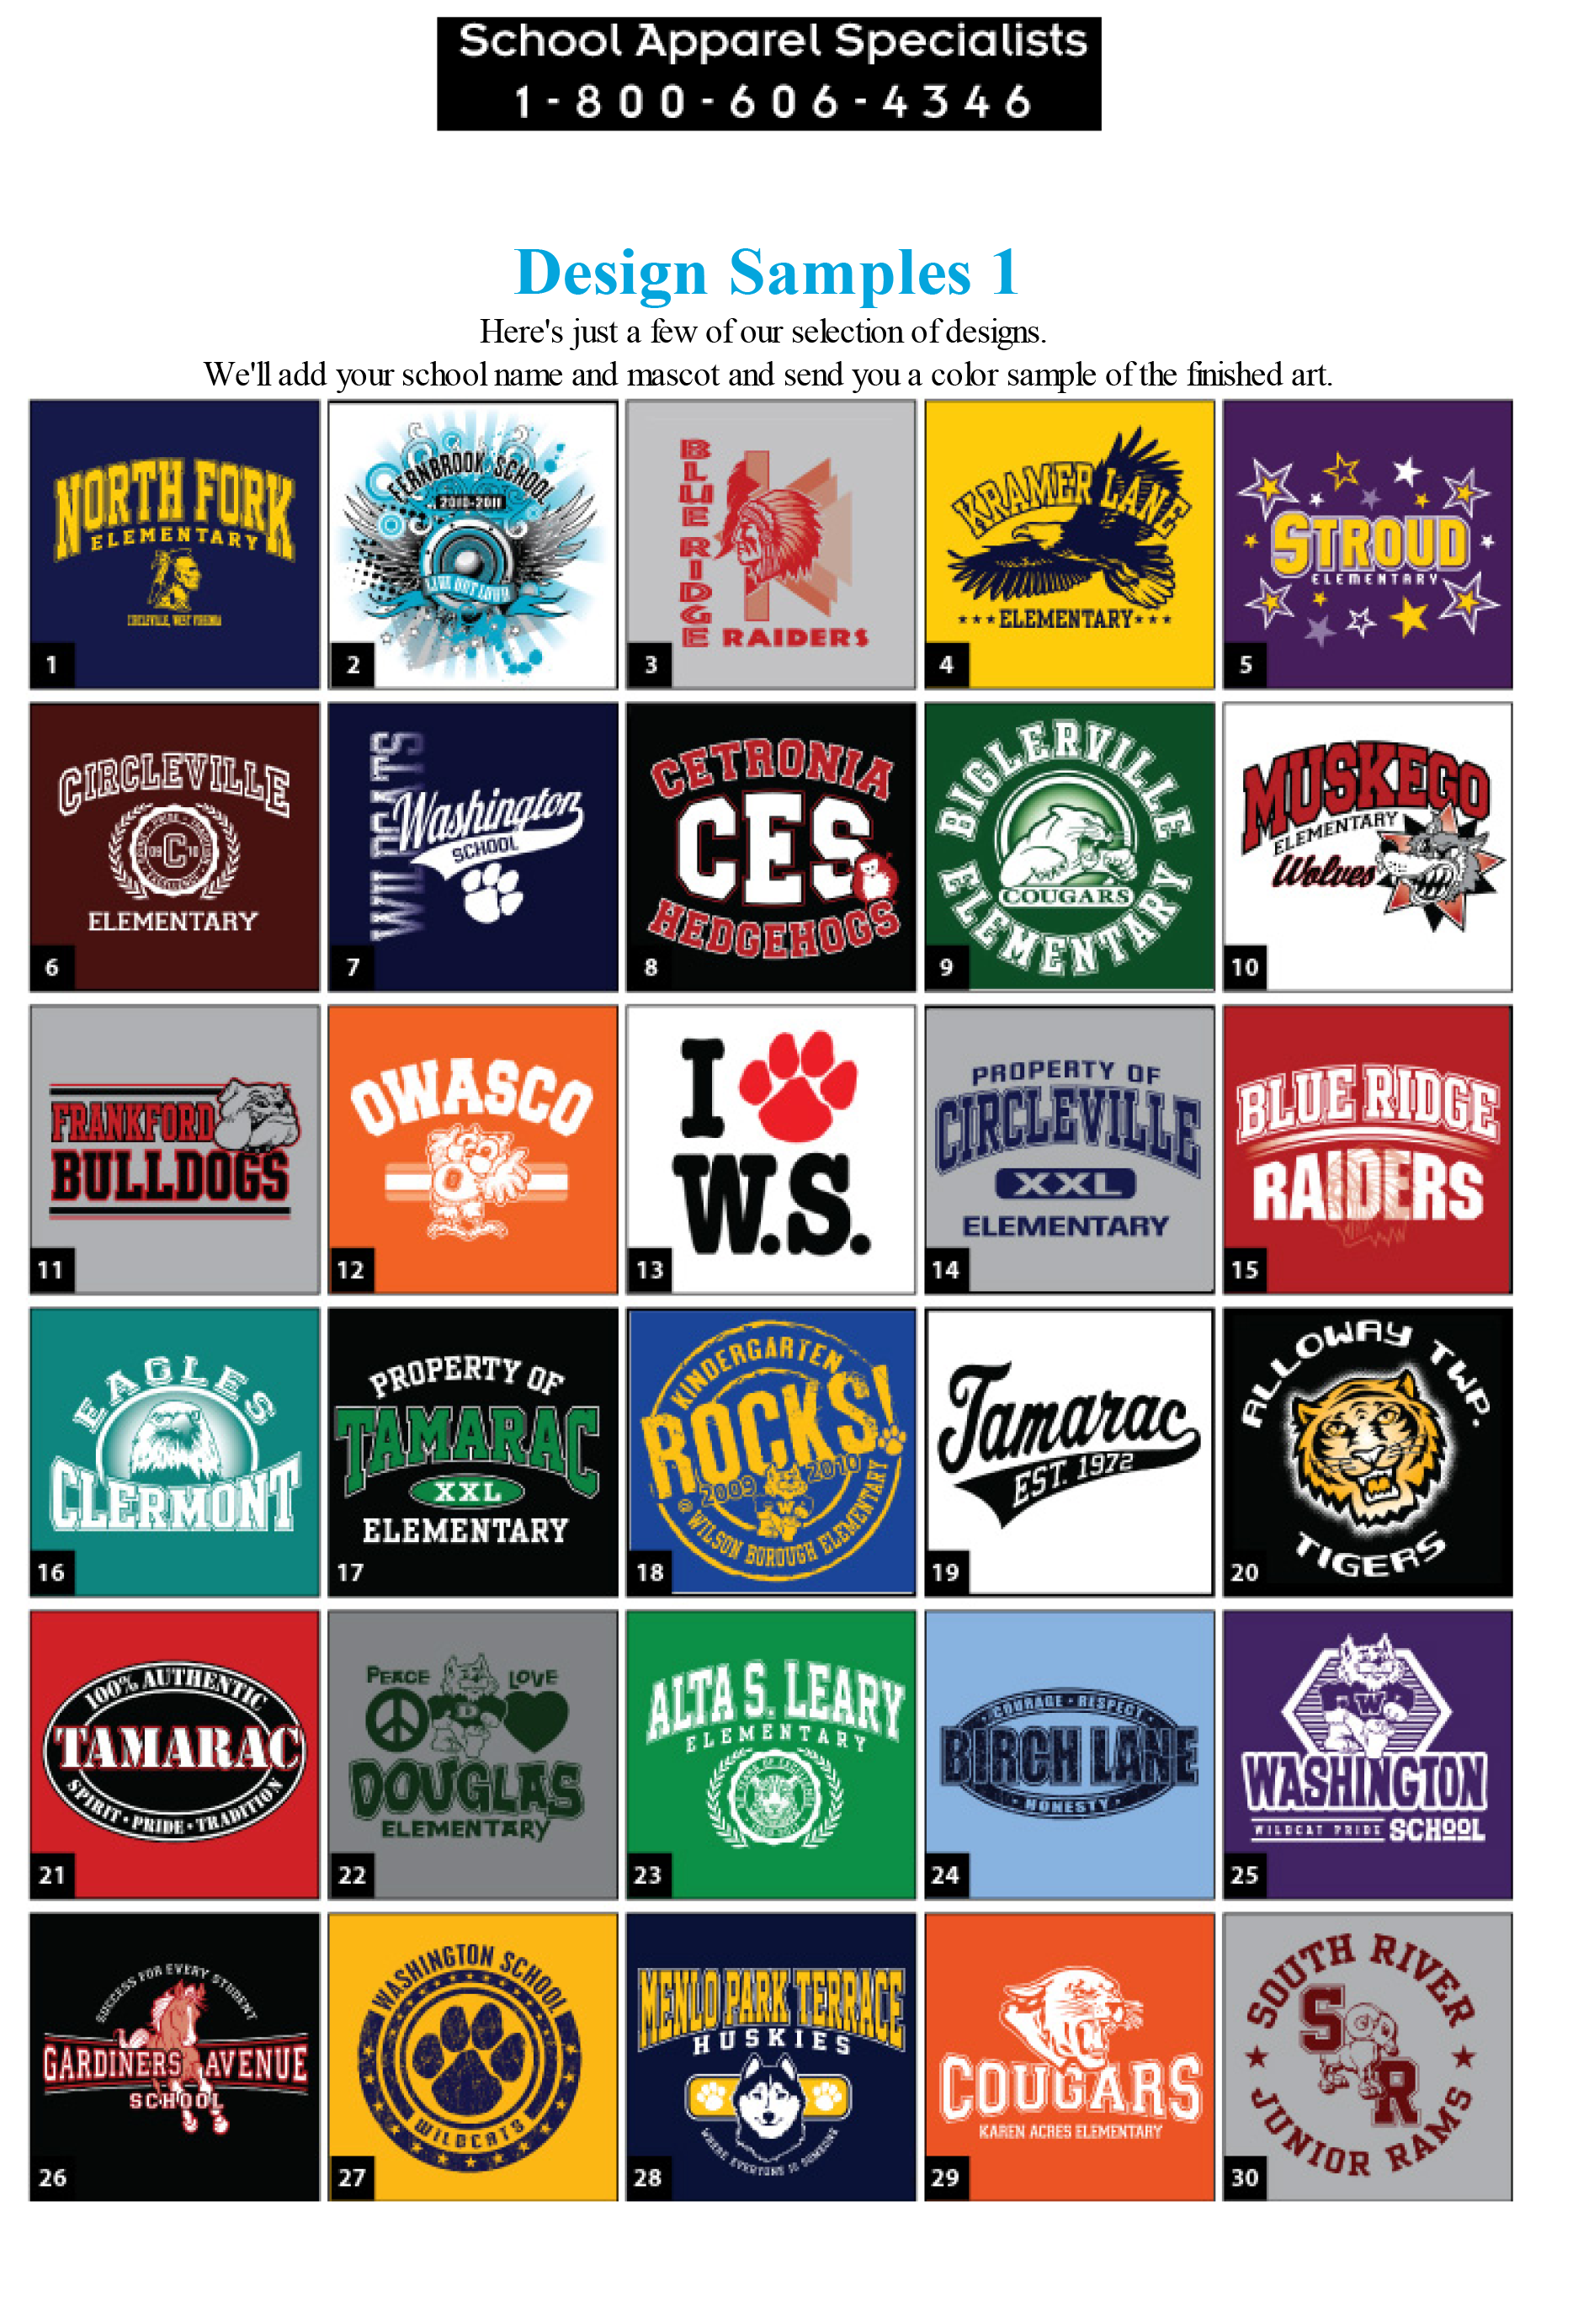 School Apparel Specialists
1-800-606-4346
Design Samples 1
Here's just a few of our selection of designs.
We'll add your school name and mascot and send you a color sample of the finished art.
NORTH FORK
ELEMENTARY
CIRCLEVILLE, WEST VIRGINIA
1
FERNBROOK SCHOOL
2010-2011
LIVE OUT LOUD
2
BLUE RIDGE
RAIDERS
3
KRAMER LANE
ELEMENTARY
4
STROUD
ELEMENTARY
5
CIRCLEVILLE
09 C 10
ELEMENTARY
6
WILDCATS
Washington
SCHOOL
7
CETRONIA
CES
HEDGEHOGS
8
BIGLERVILLE
COUGARS
ELEMENTARY
9
MUSKEGO
ELEMENTARY
Wolves
10
FRANKFORD
BULLDOGS
11
OWASCO
O
12
I
W.S.
13
PROPERTY OF
CIRCLEVILLE
XXL
ELEMENTARY
14
BLUE RIDGE
RAIDERS
15
EAGLES
CLERMONT
16
PROPERTY OF
TAMARAC
XXL
ELEMENTARY
17
KINDERGARTEN
ROCKS!
2009 2010
W
WILSON BOROUGH ELEMENTARY
18
Tamarac
EST. 1972
19
ALLOWAY TWP.
TIGERS
20
100% AUTHENTIC
TAMARAC
SPIRIT • PRIDE • TRADITION
21
PEACE LOVE
D
DOUGLAS
ELEMENTARY
22
ALTA S. LEARY
ELEMENTARY
23
COURAGE • RESPECT
BIRCH LANE
HONESTY
24
W
WASHINGTON
WILDCAT PRIDE SCHOOL
25
SUCCESS FOR EVERY STUDENT
GARDINERS AVENUE
SCHOOL
26
WASHINGTON SCHOOL
WILDCATS
27
MENLO PARK TERRACE
HUSKIES
WHERE EVERYONE IS SOMEONE
28
COUGARS
KAREN ACRES ELEMENTARY
29
SOUTH RIVER
S
R
JUNIOR RAMS
30